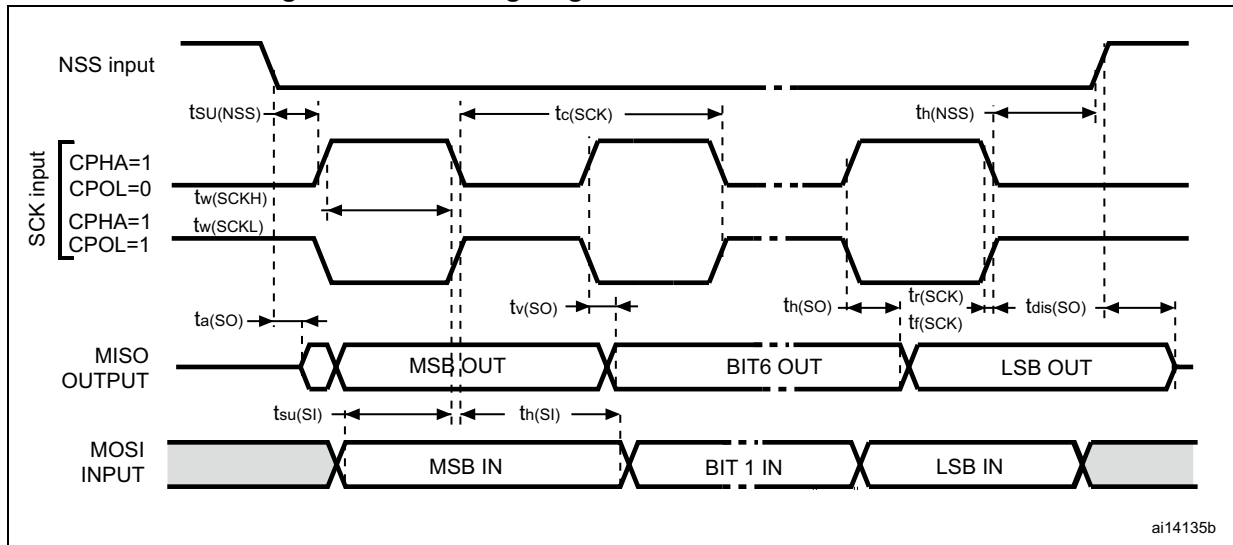 NSS input
tSU(NSS)
tc(SCK)
th(NSS)
SCK input
CPHA=1
CPOL=0
tw(SCKH)
CPHA=1
tw(SCKL)
CPOL=1
ta(SO)
tv(SO)
th(SO)
tr(SCK)
tf(SCK)
tdis(SO)
MISO
OUTPUT
MSB OUT
BIT6 OUT
LSB OUT
tsu(SI)
th(SI)
MOSI
INPUT
MSB IN
BIT 1 IN
LSB IN
ai14135b